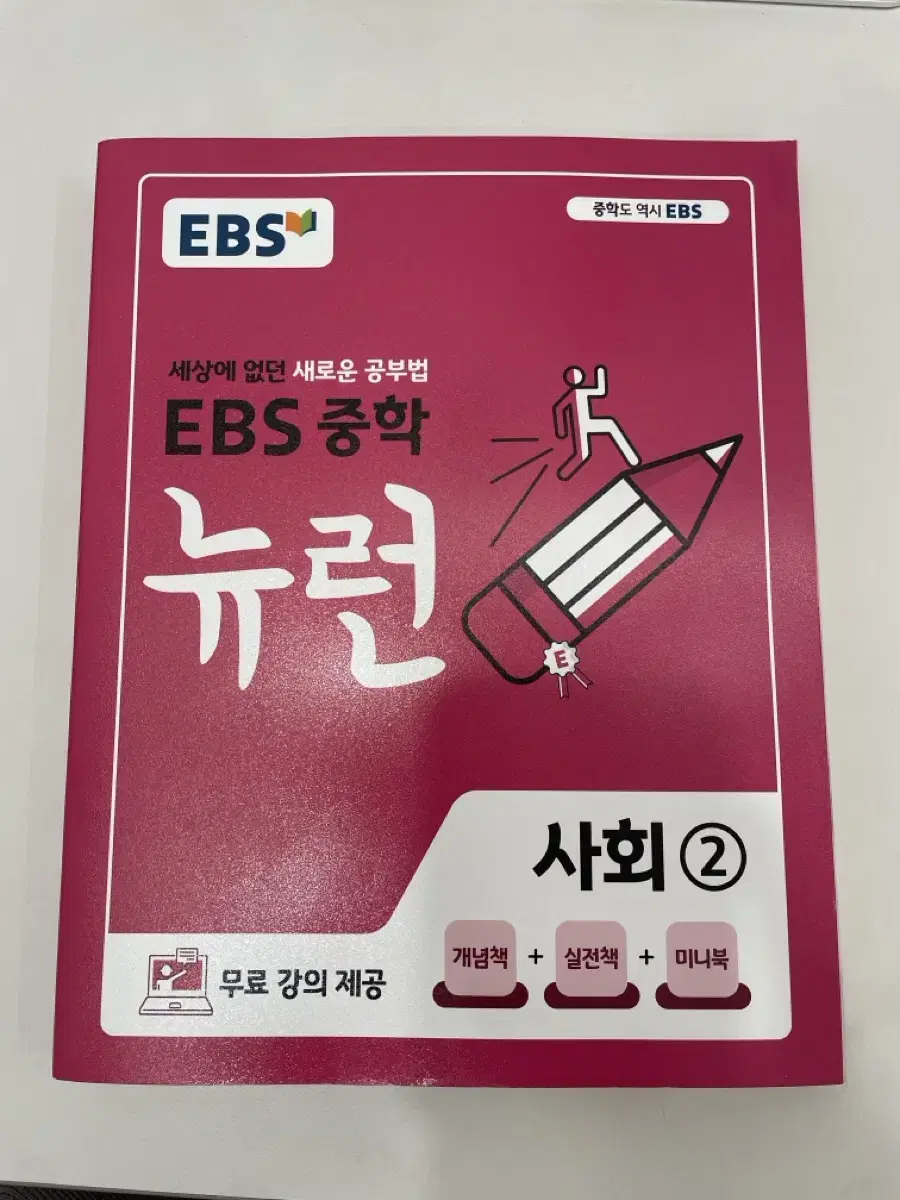 EBS
중학도 역시 EBS
세상에 없던 새로운 공부법
EBS 중학
뉴런
E
사회 ②
개념책 + 실전책 + 미니북
무료 강의 제공